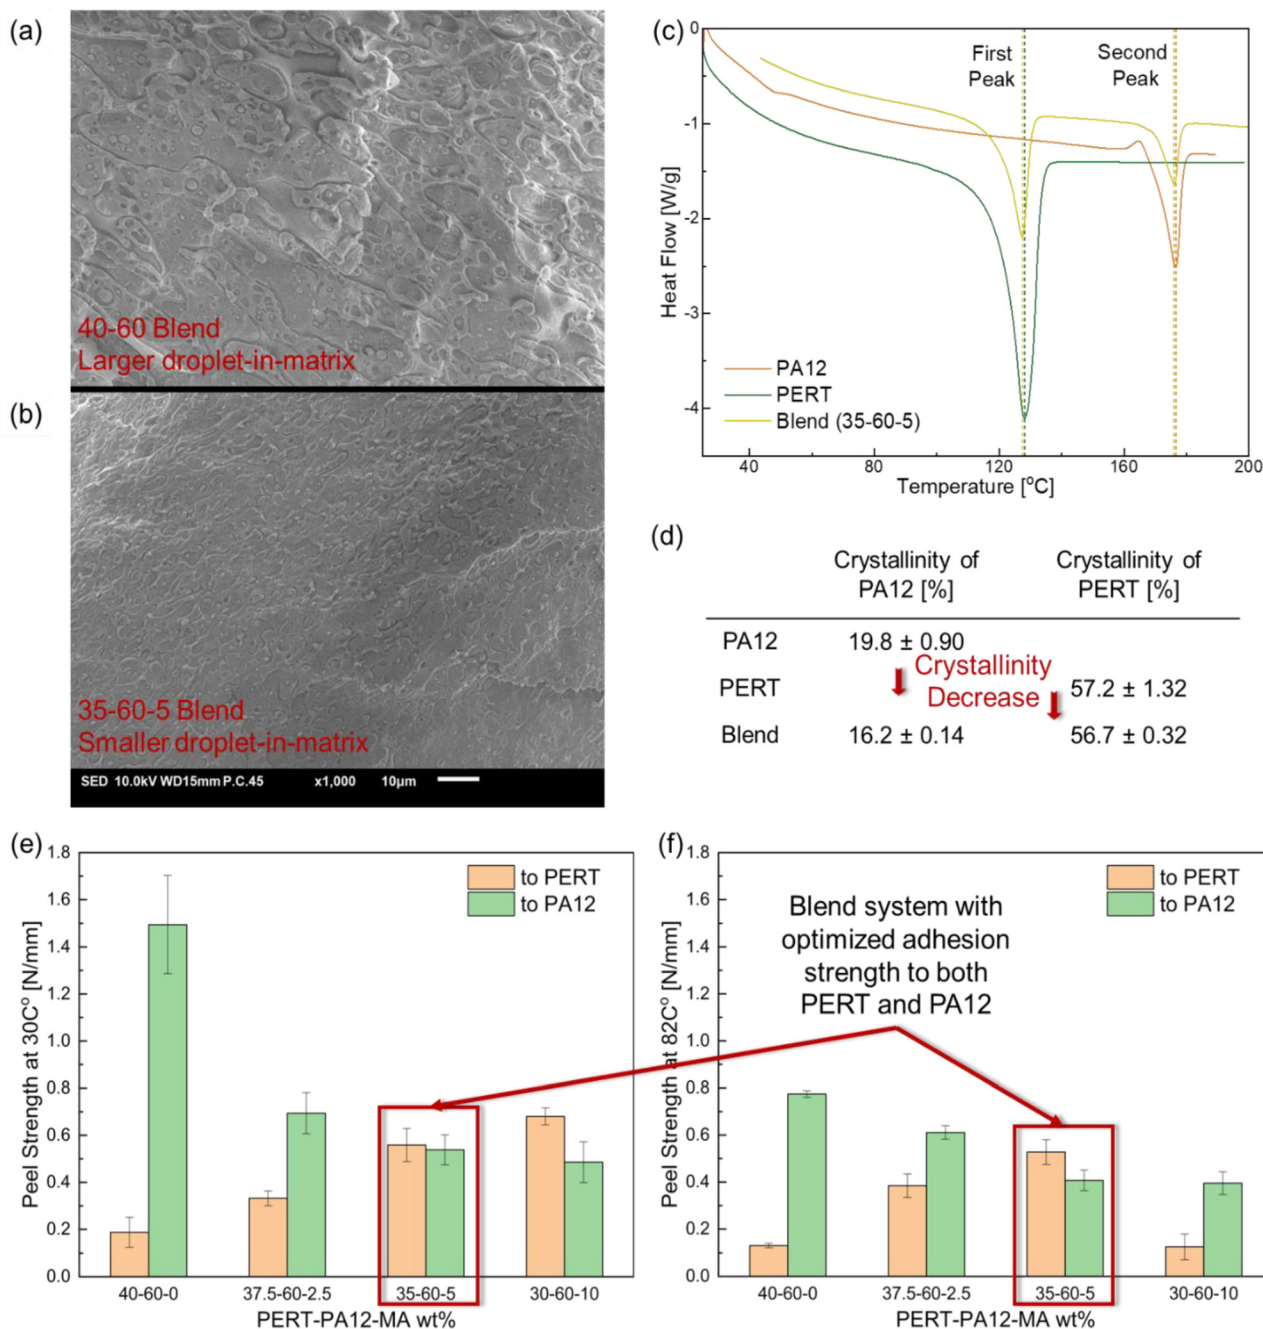 (a)
40-60 Blend
Larger droplet-in-matrix
(b)
35-60-5 Blend
Smaller droplet-in-matrix
SED 10.0kV WD15mm P.C.45 x1,000 10μm
(c)
0
-1
-2
-3
-4
Heat Flow [W/g]
First
Peak
Second
Peak
PA12
PERT
Blend (35-60-5)
40 80 120 160 200
Temperature [°C]
(d)
Crystallinity of
PA12 [%]
Crystallinity of
PERT [%]
PA12 19.8 ± 0.90
Crystallinity
Decrease
PERT 57.2 ± 1.32
Blend 16.2 ± 0.14 56.7 ± 0.32
(e)
1.8
1.6
1.4
1.2
1.0
0.8
0.6
0.4
0.2
0.0
Peel Strength at 30C° [N/mm]
to PERT
to PA12
40-60-0 37.5-60-2.5 35-60-5 30-60-10
PERT-PA12-MA wt%
(f)
1.8
1.6
1.4
1.2
1.0
0.8
0.6
0.4
0.2
0.0
Peel Strength at 82C° [N/mm]
to PERT
to PA12
Blend system with
optimized adhesion
strength to both
PERT and PA12
40-60-0 37.5-60-2.5 35-60-5 30-60-10
PERT-PA12-MA wt%